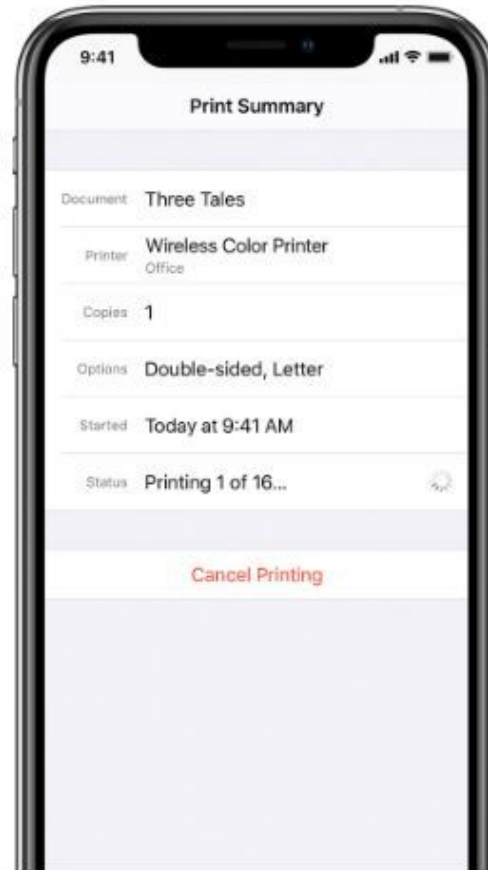 9:41
Print Summary
Document Three Tales
Printer Wireless Color Printer
Office
Copies 1
Options Double-sided, Letter
Started Today at 9:41 AM
Status Printing 1 of 16...
Cancel Printing